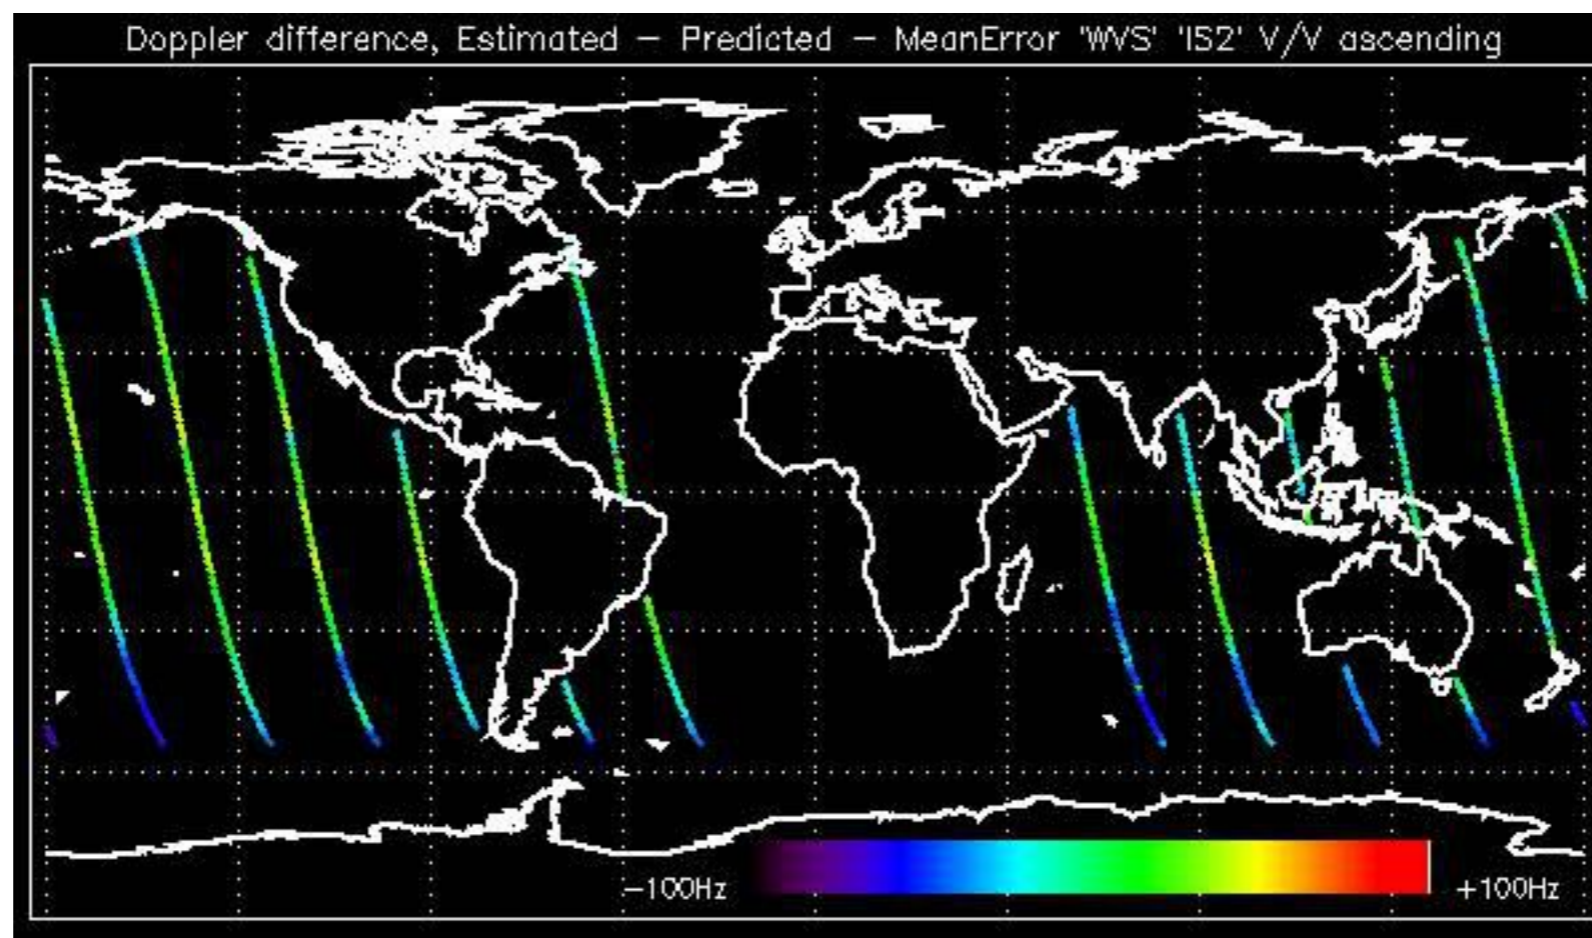 Doppler difference, Estimated — Predicted — MeanError 'WVS' 'IS2' V/V ascending
−100Hz
+100Hz